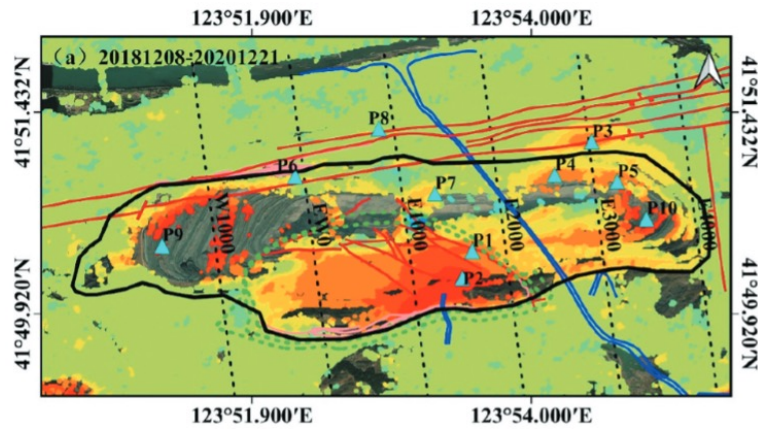 123°51.900′E 123°54.000′E
(a) 20181208-20201221
41°51.432′N 41°51.432′N
P8
P3
P6 P4 P5
P7
W1000 EW0 E1000 E2000 E3000 E4000
P10
P9 P1
P2
41°49.920′N 41°49.920′N
123°51.900′E 123°54.000′E